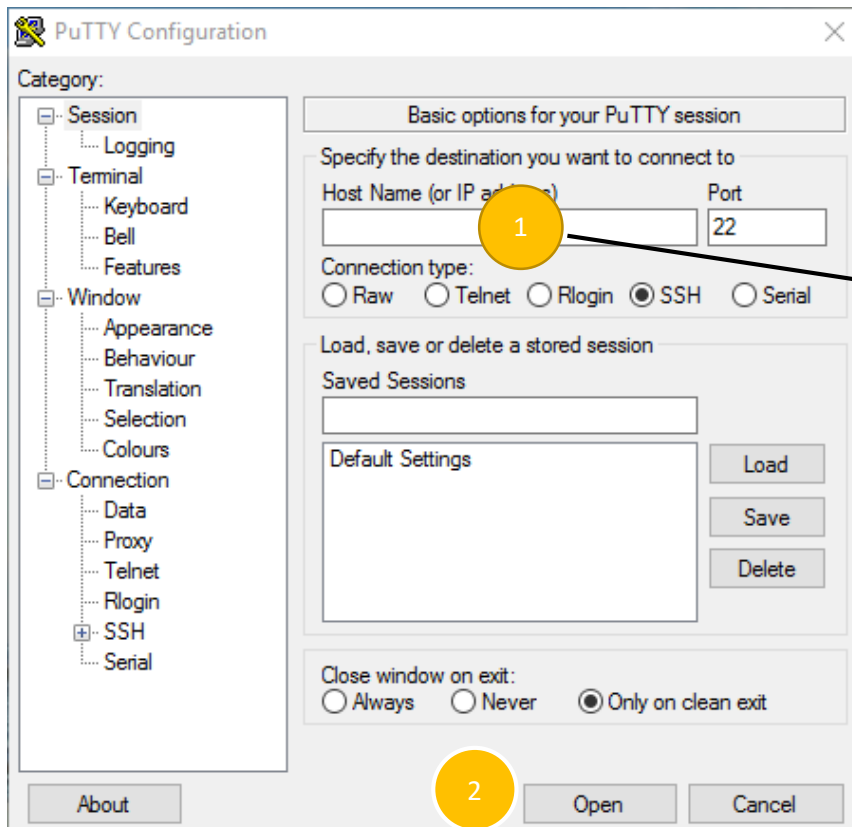 PuTTY Configuration
Category:
Session
Logging
Terminal
Keyboard
Bell
Features
Window
Appearance
Behaviour
Translation
Selection
Colours
Connection
Data
Proxy
Telnet
Rlogin
SSH
Serial
Basic options for your PuTTY session
Specify the destination you want to connect to
Host Name (or IP address) Port
1 22
Connection type:
Raw Telnet Rlogin SSH Serial
Load, save or delete a stored session
Saved Sessions
Default Settings
Load
Save
Delete
Close window on exit:
Always Never Only on clean exit
About 2 Open Cancel